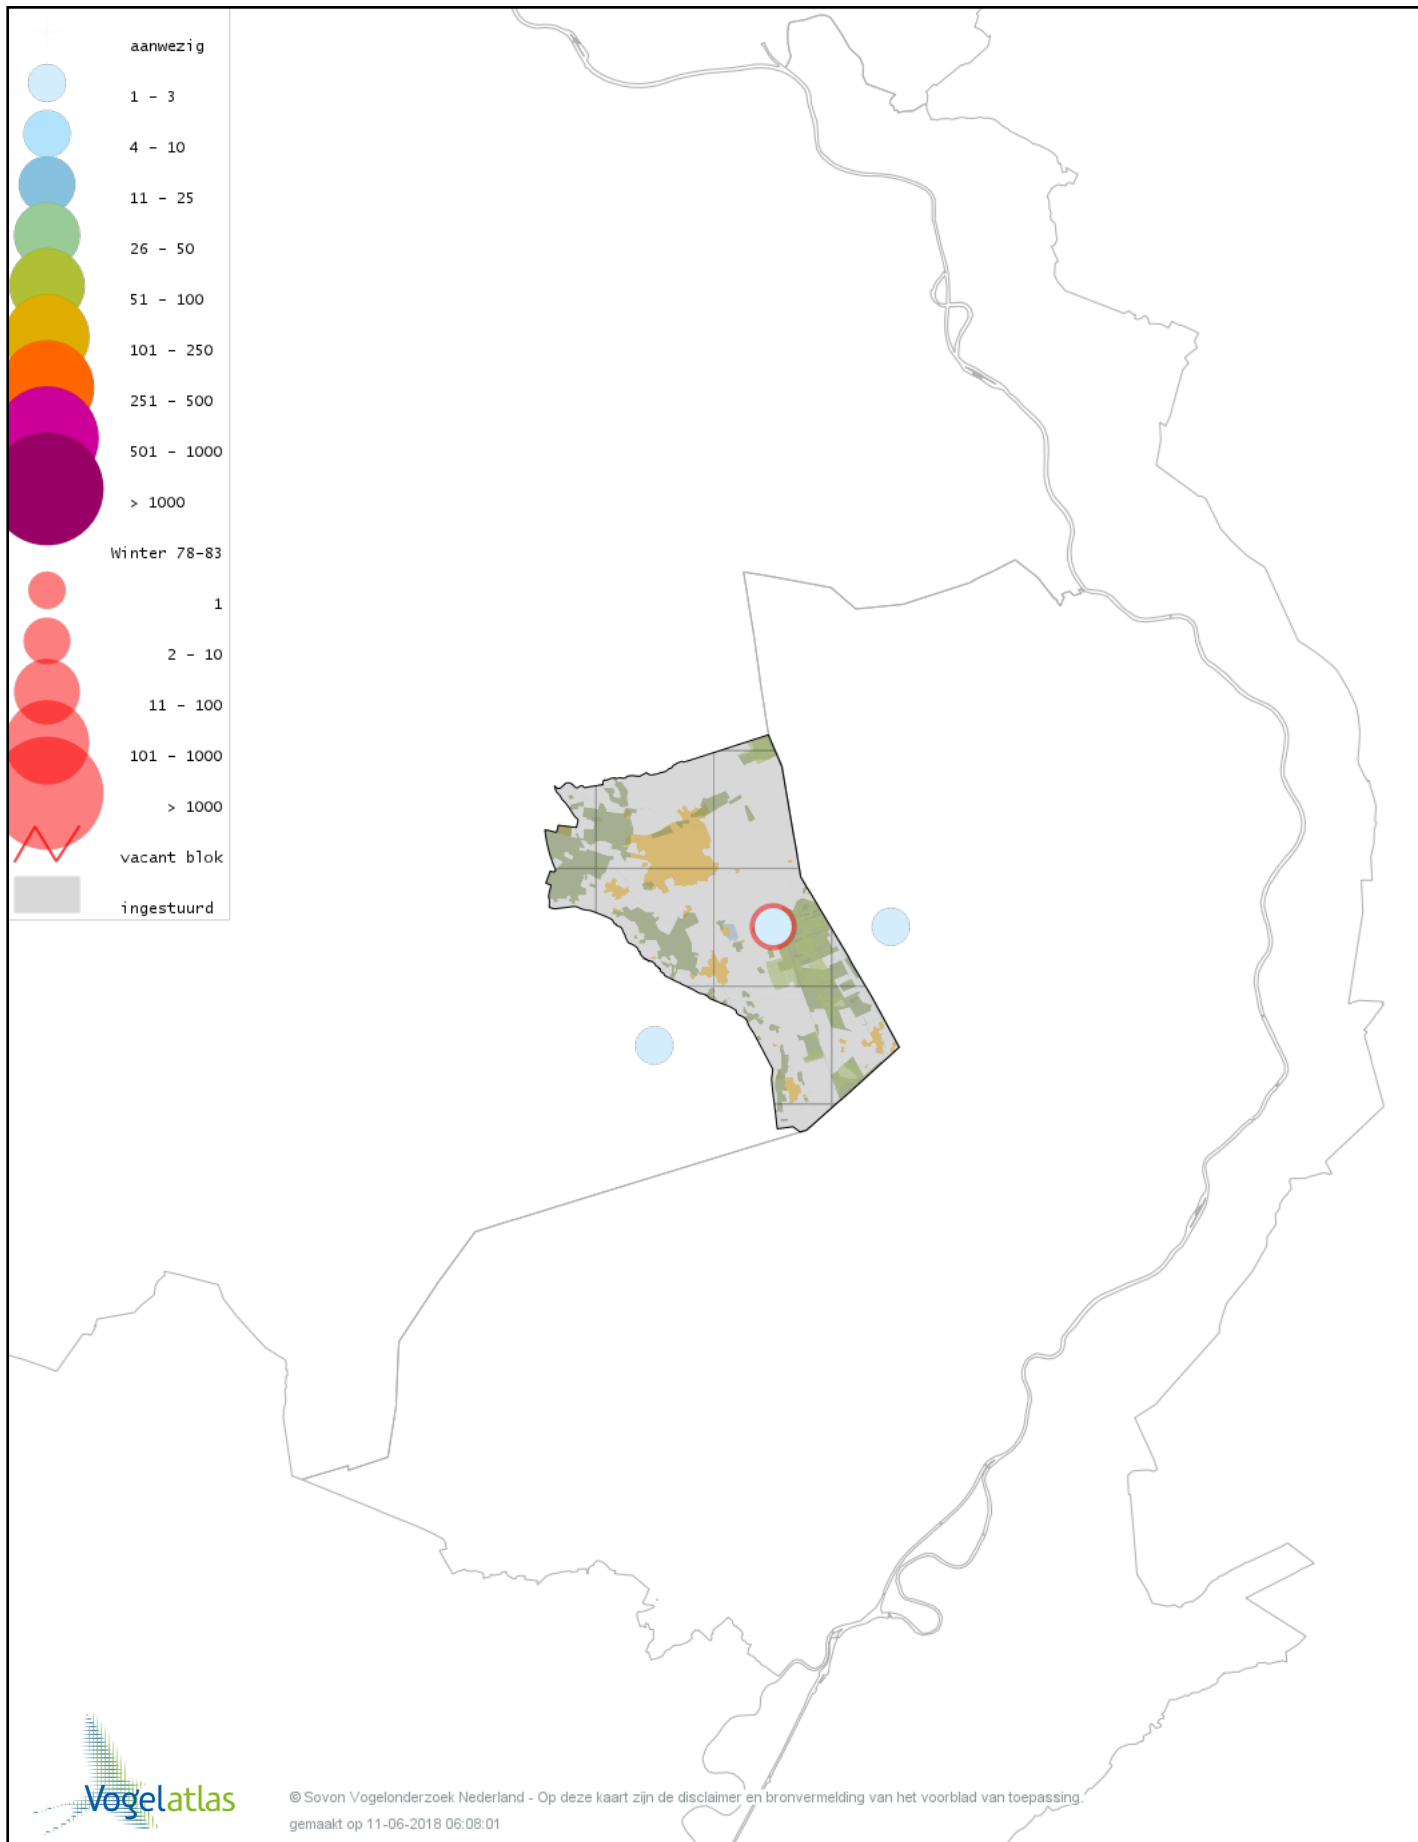 aanwezig
1 - 3
4 - 10
11 - 25
26 - 50
51 - 100
101 - 250
251 - 500
501 - 1000
> 1000
Winter 78-83
1
2 - 10
11 - 100
101 - 1000
> 1000
vacant blok
ingestuurd
Vogelatlas
© Sovon Vogelonderzoek Nederland - Op deze kaart zijn de disclaimer en bronvermelding van het voorblad van toepassing.
gemaakt op 11-06-2018 06:08:01